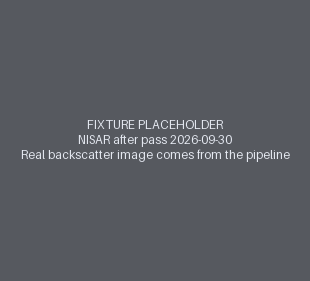 FIXTURE PLACEHOLDER
NISAR after pass 2026-09-30
Real backscatter image comes from the pipeline